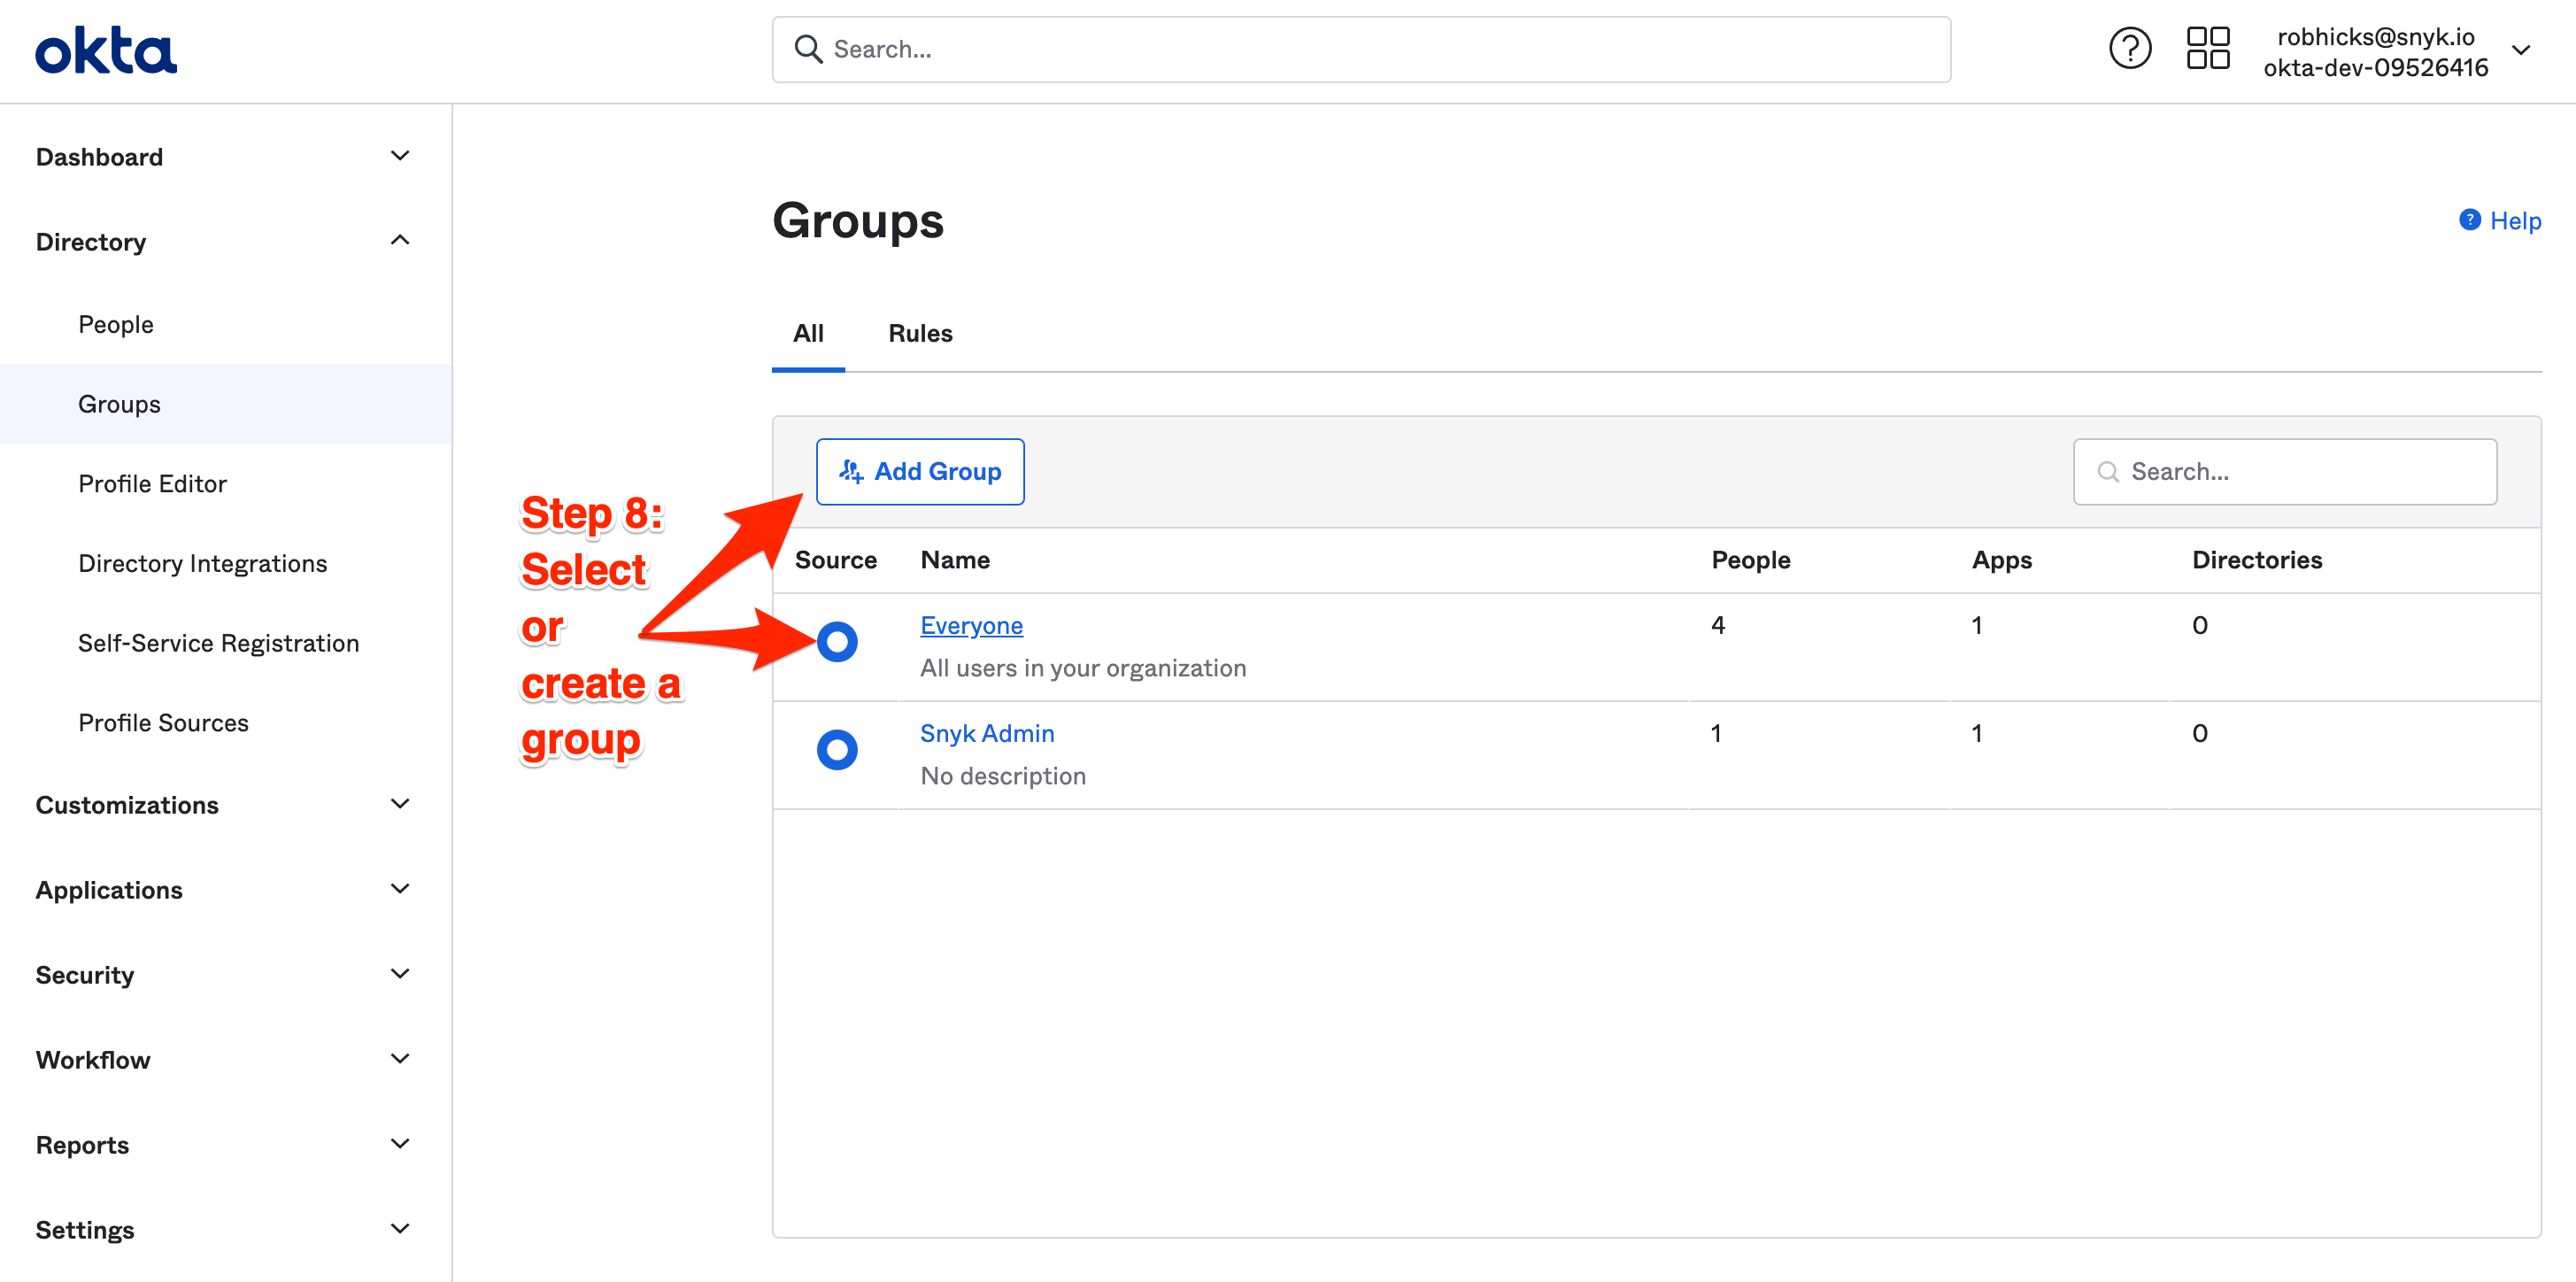 okta
Search...
robhicks@snyk.io
okta-dev-09526416
Dashboard
Directory
People
Groups
Profile Editor
Directory Integrations
Self-Service Registration
Profile Sources
Customizations
Applications
Security
Workflow
Reports
Settings
Groups
Help
All Rules
Add Group
Search...
Step 8:
Select
or
create a
group
Source Name People Apps Directories
Everyone 4 1 0
All users in your organization
Snyk Admin 1 1 0
No description